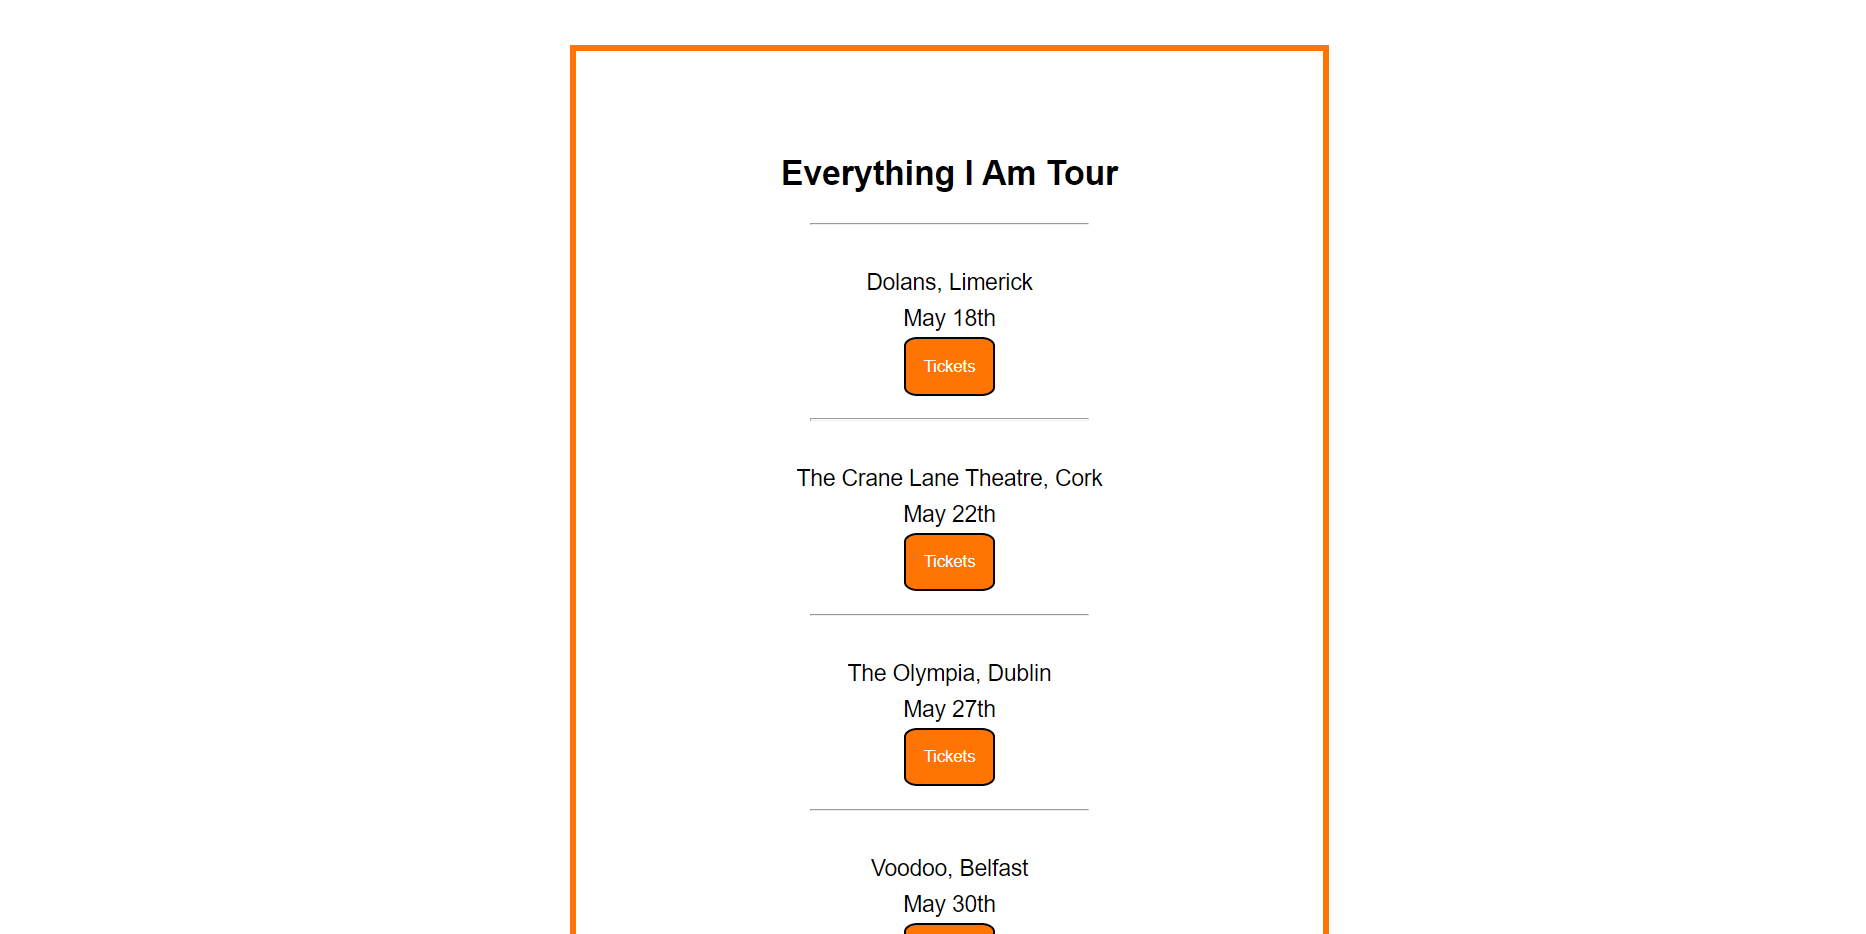 Everything I Am Tour
Dolans, Limerick
May 18th
Tickets
The Crane Lane Theatre, Cork
May 22th
Tickets
The Olympia, Dublin
May 27th
Tickets
Voodoo, Belfast
May 30th